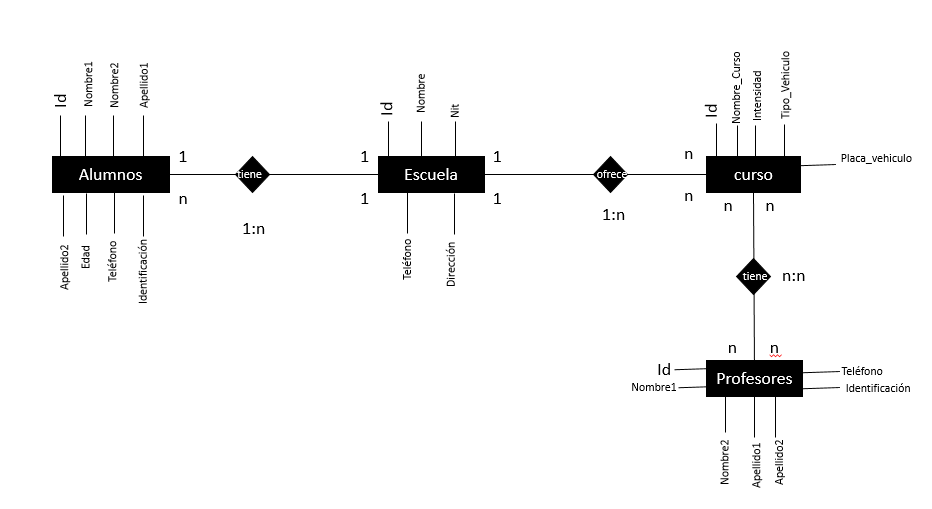 Id
Nombre1
Nombre2
Apellido1
Alumnos
1
n
Apellido2
Edad
Teléfono
Identificación
tiene
1:n
1
1
Id
Nombre
Nit
Escuela
1
1
Teléfono
Dirección
ofrece
1:n
n
n
Id
Nombre_Curso
Intensidad
Tipo_Vehiculo
Placa_vehiculo
curso
n
n
tiene
n:n
n
n
Id
Nombre1
Profesores
Teléfono
Identificación
Nombre2
Apellido1
Apellido2